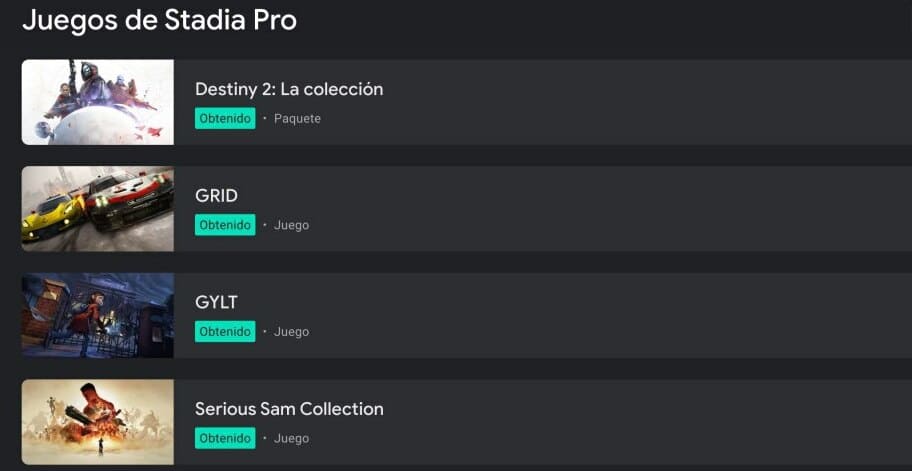 Juegos de Stadia Pro
Destiny 2: La colección
Obtenido • Paquete
GRID
Obtenido • Juego
GYLT
Obtenido • Juego
Serious Sam Collection
Obtenido • Juego